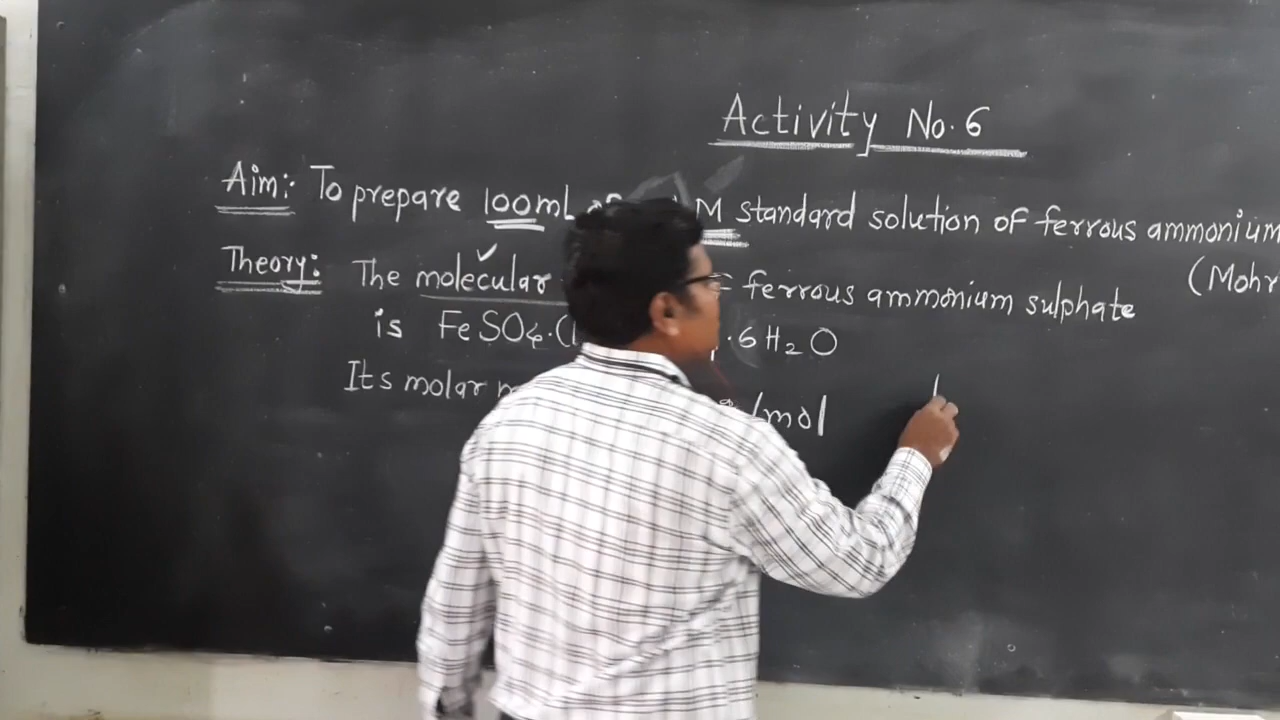 Activity No. 6
Aim:- To prepare 100mL of M standard solution of ferrous ammonium
Theory: The molecular ferrous ammonium sulphate
(Mohr
is FeSO₄.( .6H₂O
Its molar /mol